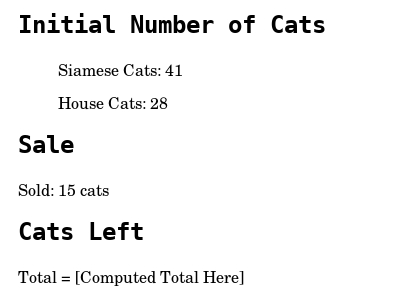 Initial Number of Cats
Siamese Cats: 41
House Cats: 28
Sale
Sold: 15 cats
Cats Left
Total = [Computed Total Here]